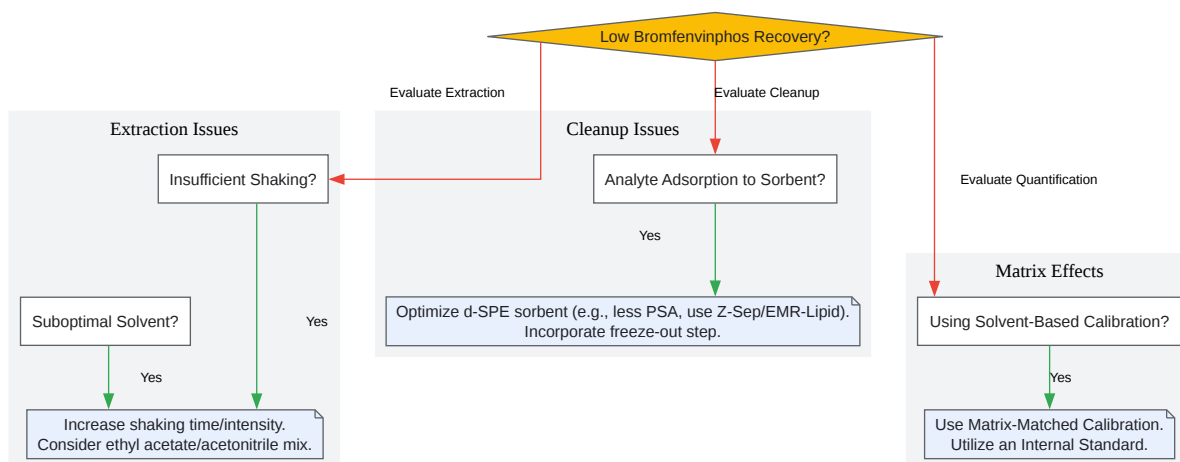 Low Bromfenvinphos Recovery?
Evaluate Extraction
Evaluate Cleanup
Evaluate Quantification
Extraction Issues
Insufficient Shaking?
Suboptimal Solvent?
Yes
Yes
Increase shaking time/intensity.
Consider ethyl acetate/acetonitrile mix.
Cleanup Issues
Analyte Adsorption to Sorbent?
Yes
Optimize d-SPE sorbent (e.g., less PSA, use Z-Sep/EMR-Lipid).
Incorporate freeze-out step.
Matrix Effects
Using Solvent-Based Calibration?
Yes
Use Matrix-Matched Calibration.
Utilize an Internal Standard.